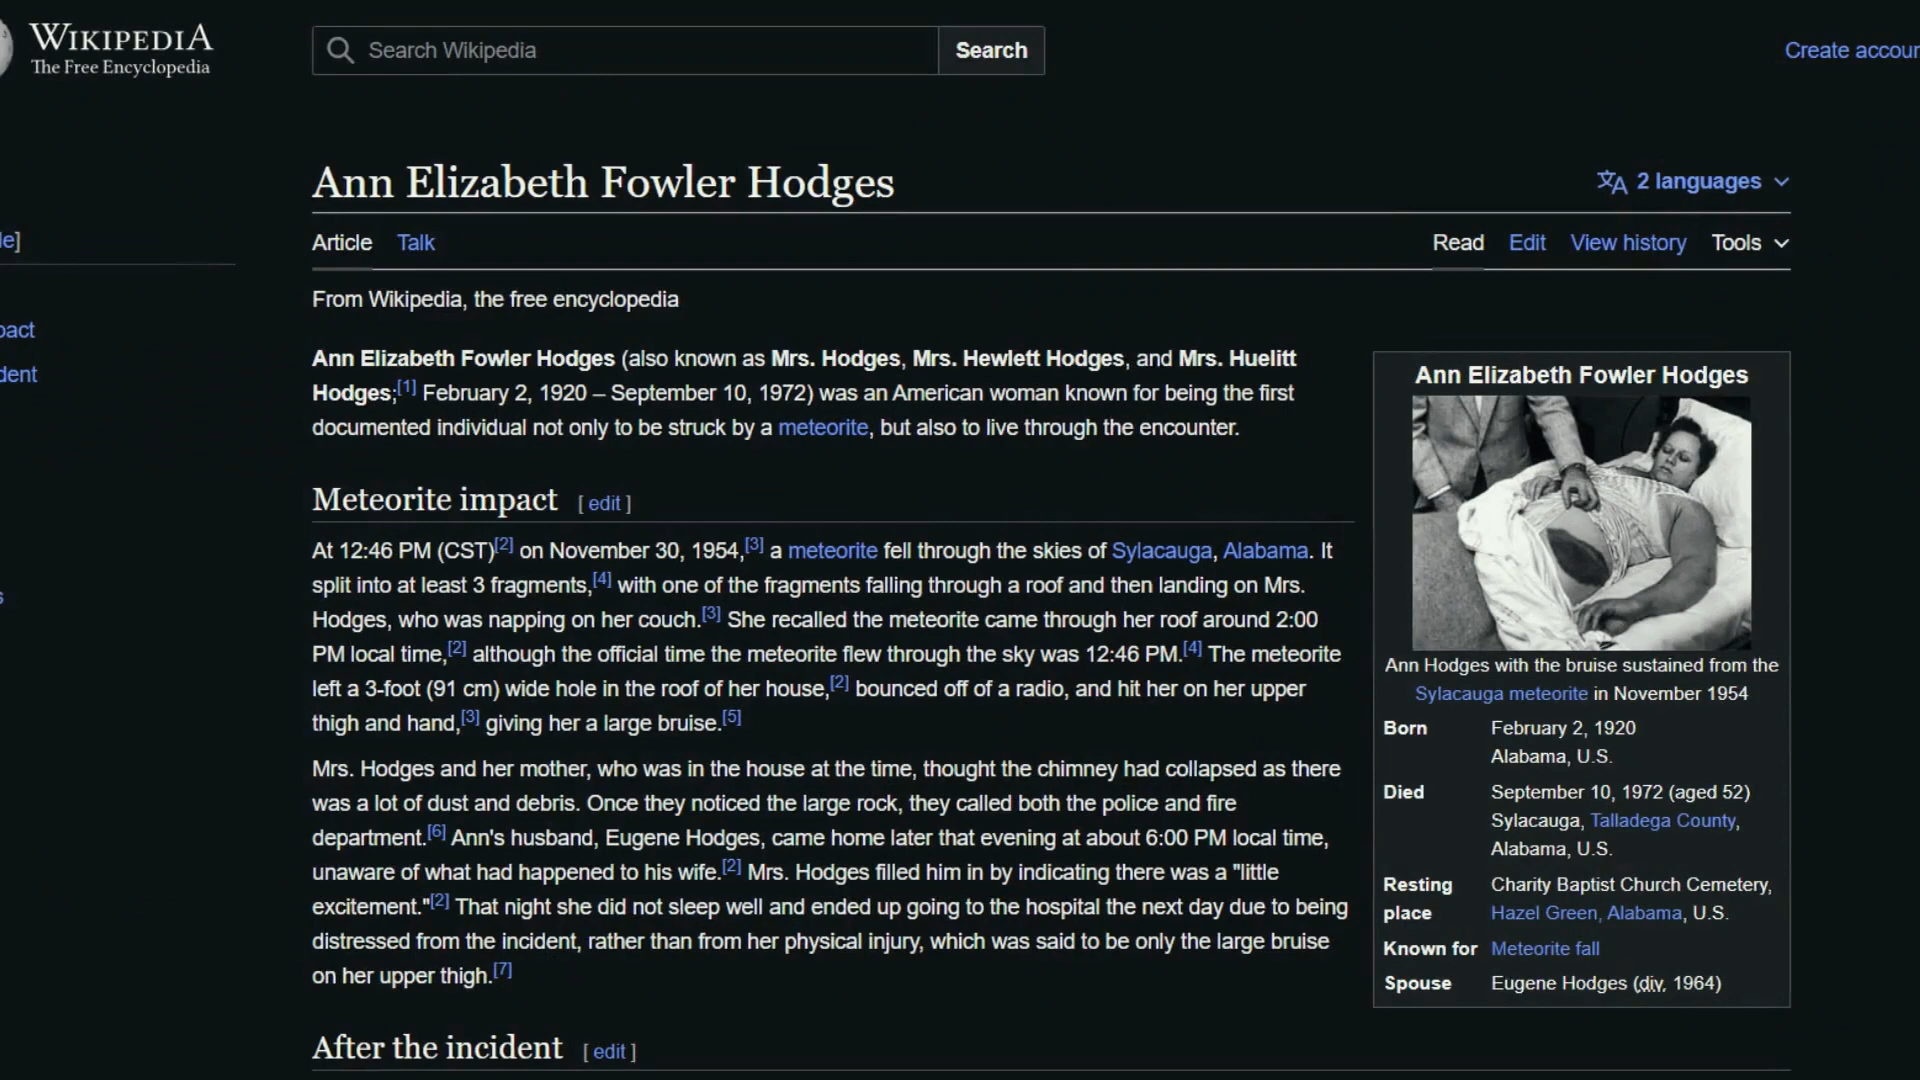 WIKIPEDIA
The Free Encyclopedia
Search Wikipedia
Search
Create accoun
Ann Elizabeth Fowler Hodges
2 languages
le]
Article Talk
Read Edit View history Tools
From Wikipedia, the free encyclopedia
pact
dent
s
Ann Elizabeth Fowler Hodges (also known as Mrs. Hodges, Mrs. Hewlett Hodges, and Mrs. Huelitt
Hodges;[1] February 2, 1920 – September 10, 1972) was an American woman known for being the first
documented individual not only to be struck by a meteorite, but also to live through the encounter.
Meteorite impact [ edit ]
At 12:46 PM (CST)[2] on November 30, 1954,[3] a meteorite fell through the skies of Sylacauga, Alabama. It
split into at least 3 fragments,[4] with one of the fragments falling through a roof and then landing on Mrs.
Hodges, who was napping on her couch.[3] She recalled the meteorite came through her roof around 2:00
PM local time,[2] although the official time the meteorite flew through the sky was 12:46 PM.[4] The meteorite
left a 3-foot (91 cm) wide hole in the roof of her house,[2] bounced off of a radio, and hit her on her upper
thigh and hand,[3] giving her a large bruise.[5]
Mrs. Hodges and her mother, who was in the house at the time, thought the chimney had collapsed as there
was a lot of dust and debris. Once they noticed the large rock, they called both the police and fire
department.[6] Ann's husband, Eugene Hodges, came home later that evening at about 6:00 PM local time,
unaware of what had happened to his wife.[2] Mrs. Hodges filled him in by indicating there was a "little
excitement."[2] That night she did not sleep well and ended up going to the hospital the next day due to being
distressed from the incident, rather than from her physical injury, which was said to be only the large bruise
on her upper thigh.[7]
After the incident [ edit ]
Ann Elizabeth Fowler Hodges
Ann Hodges with the bruise sustained from the
Sylacauga meteorite in November 1954
Born February 2, 1920
Alabama, U.S.
Died September 10, 1972 (aged 52)
Sylacauga, Talladega County,
Alabama, U.S.
Resting Charity Baptist Church Cemetery,
place Hazel Green, Alabama, U.S.
Known for Meteorite fall
Spouse Eugene Hodges (div. 1964)